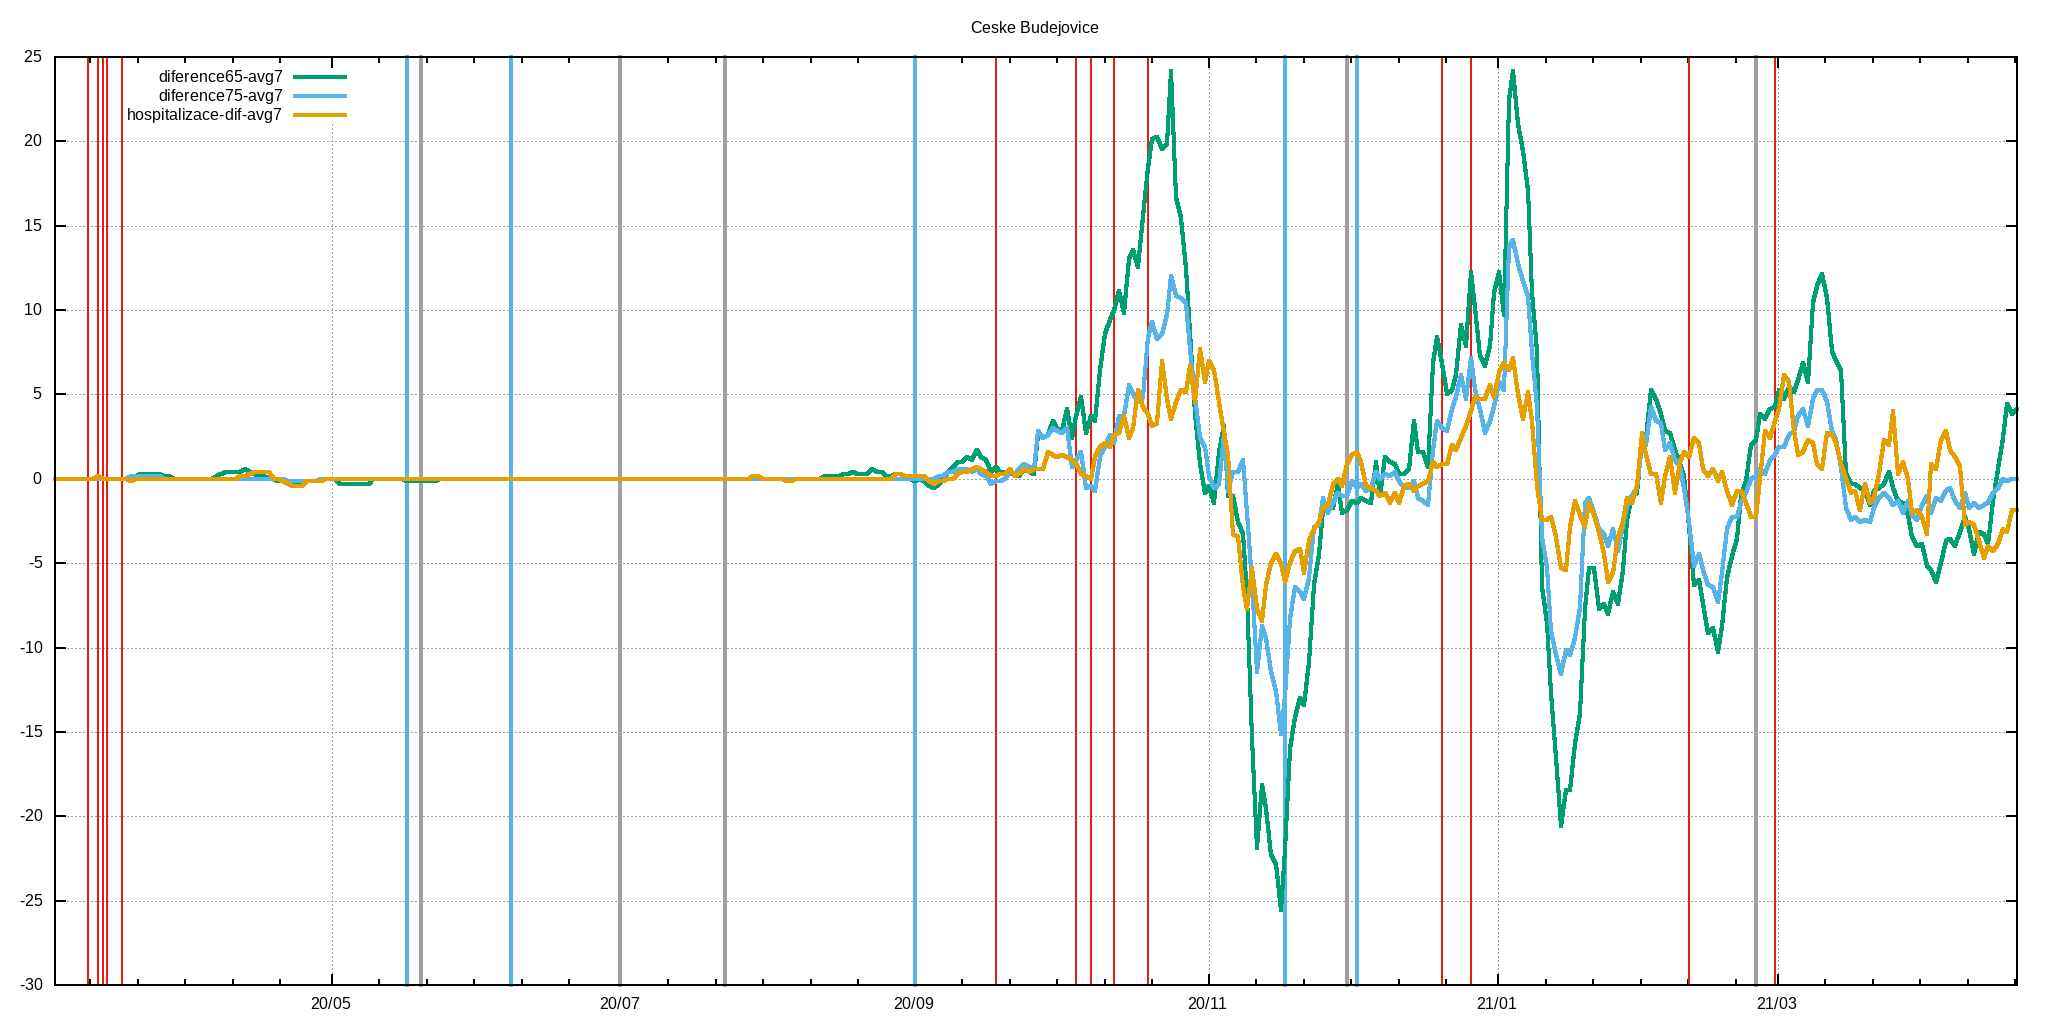 Ceske Budejovice
diference65-avg7
diference75-avg7
hospitalizace-dif-avg7
25
20
15
10
5
0
-5
-10
-15
-20
-25
-30
20/05 20/07 20/09 20/11 21/01 21/03